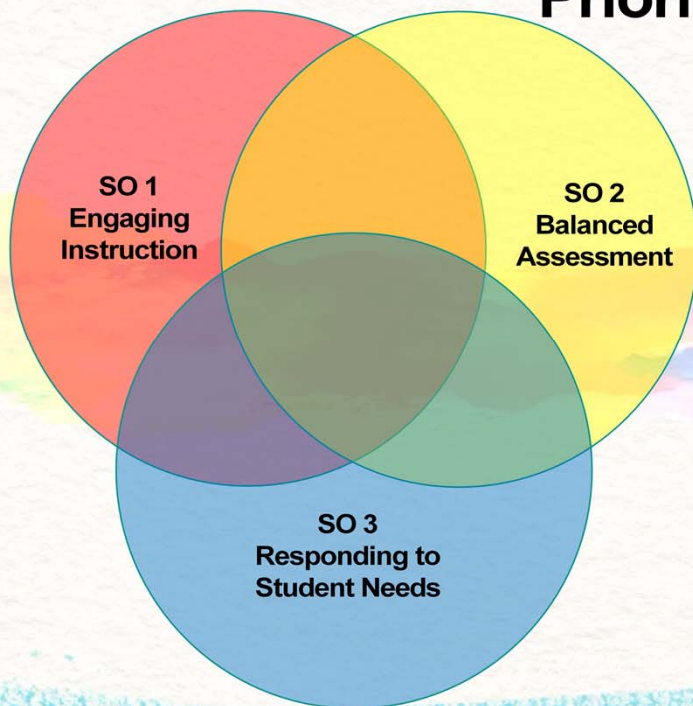 SO 1
Engaging
Instruction
SO 2
Balanced
Assessment
SO 3
Responding to
Student Needs